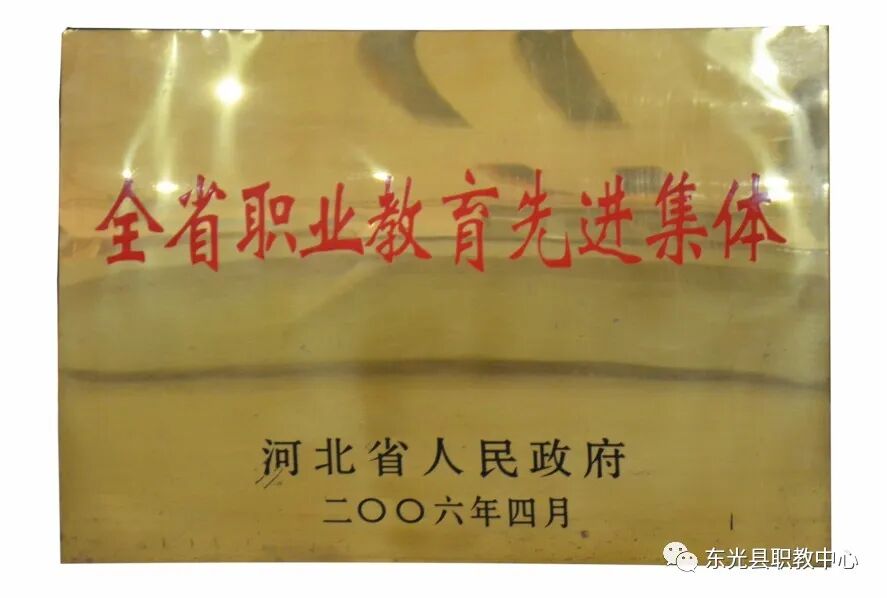 全省职业教育先进集体
河北省人民政府
二〇〇六年四月
东光县职教中心